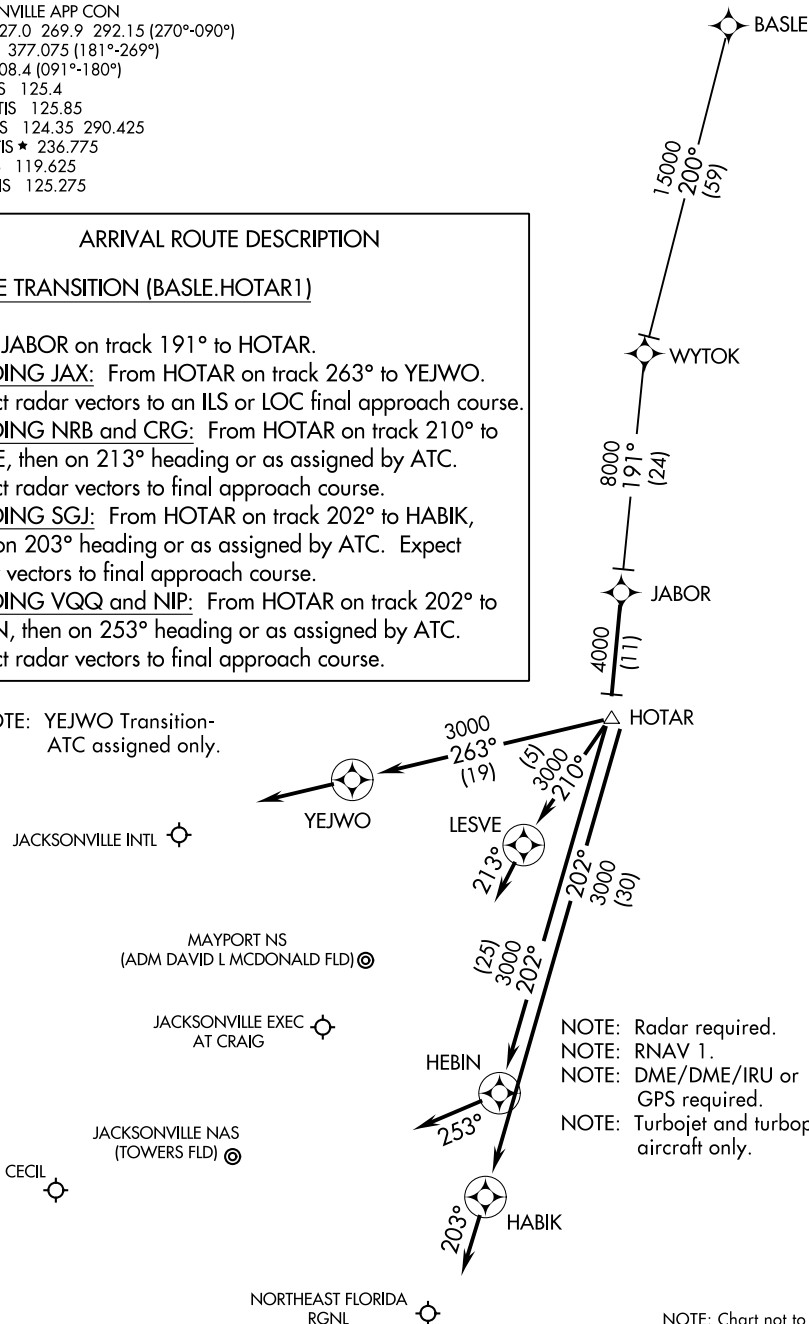 NVILLE APP CON
27.0 269.9 292.15 (270°-090°)
377.075 (181°-269°)
08.4 (091°-180°)
S 125.4
TIS 125.85
S 124.35 290.425
TIS ★ 236.775
119.625
IS 125.275
BASLE
15000
200°
(59)
ARRIVAL ROUTE DESCRIPTION
E TRANSITION (BASLE.HOTAR1)
JABOR on track 191° to HOTAR.
DING JAX: From HOTAR on track 263° to YEJWO.
ct radar vectors to an ILS or LOC final approach course.
DING NRB and CRG: From HOTAR on track 210° to
E, then on 213° heading or as assigned by ATC.
ct radar vectors to final approach course.
DING SGJ: From HOTAR on track 202° to HABIK,
on 203° heading or as assigned by ATC. Expect
vectors to final approach course.
DING VQQ and NIP: From HOTAR on track 202° to
N, then on 253° heading or as assigned by ATC.
ct radar vectors to final approach course.
WYTOK
8000
191°
(24)
JABOR
4000
(11)
HOTAR
OTE: YEJWO Transition-
ATC assigned only.
3000
263°
(19)
(5)
3000
210°
YEJWO
LESVE
213°
202°
3000
(30)
(25)
3000
202°
JACKSONVILLE INTL
MAYPORT NS
(ADM DAVID L MCDONALD FLD)
JACKSONVILLE EXEC
AT CRAIG
HEBIN
253°
NOTE: Radar required.
NOTE: RNAV 1.
NOTE: DME/DME/IRU or
GPS required.
NOTE: Turbojet and turbop
aircraft only.
JACKSONVILLE NAS
(TOWERS FLD)
CECIL
HABIK
203°
NORTHEAST FLORIDA
RGNL
NOTE: Chart not to